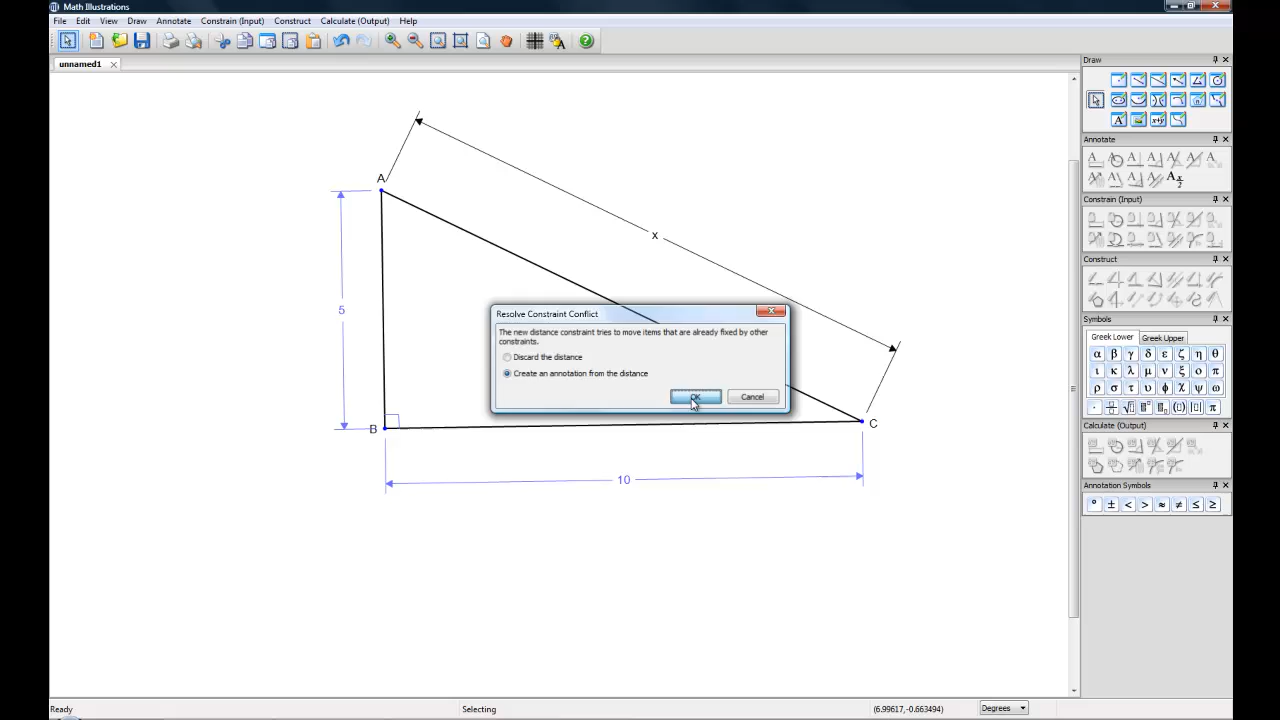 Math Illustrations
File Edit View Draw Annotate Constrain (Input) Construct Calculate (Output) Help
unnamed1
Draw
A
x+y
Annotate
Constrain (Input)
Construct
Symbols
Greek Lower Greek Upper
α β γ δ ε ζ η θ
ι κ λ μ ν ξ ο π
ρ σ τ υ φ χ ψ ω
π
Calculate (Output)
Annotation Symbols
° ± < > ≈ ≠ ≤ ≥
A
x
5
Resolve Constraint Conflict
The new distance constraint tries to move items that are already fixed by other
constraints.
Discard the distance
Create an annotation from the distance
OK Cancel
B
C
10
Ready Selecting (6.99617,-0.663494) Degrees